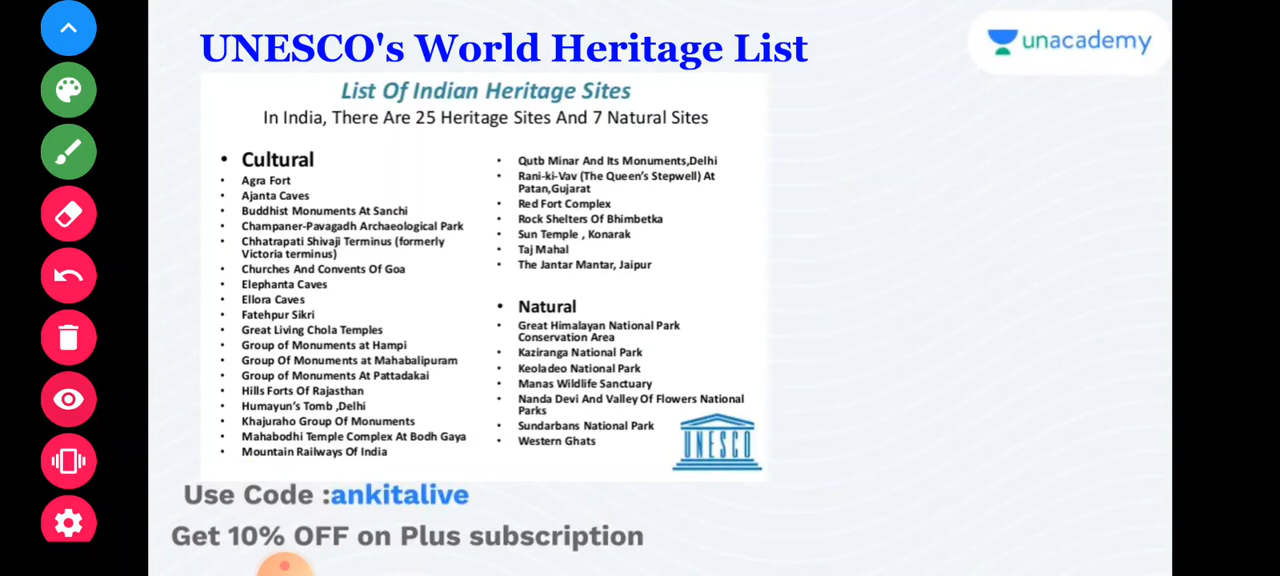 UNESCO's World Heritage List
unacademy
List Of Indian Heritage Sites
In India, There Are 25 Heritage Sites And 7 Natural Sites
• Cultural
• Agra Fort
• Ajanta Caves
• Buddhist Monuments At Sanchi
• Champaner-Pavagadh Archaeological Park
• Chhatrapati Shivaji Terminus (formerly
Victoria terminus)
• Churches And Convents Of Goa
• Elephanta Caves
• Ellora Caves
• Fatehpur Sikri
• Great Living Chola Temples
• Group of Monuments at Hampi
• Group Of Monuments at Mahabalipuram
• Group of Monuments At Pattadakai
• Hills Forts Of Rajasthan
• Humayun's Tomb ,Delhi
• Khajuraho Group Of Monuments
• Mahabodhi Temple Complex At Bodh Gaya
• Mountain Railways Of India
• Qutb Minar And Its Monuments,Delhi
• Rani-ki-Vav (The Queen's Stepwell) At
Patan,Gujarat
• Red Fort Complex
• Rock Shelters Of Bhimbetka
• Sun Temple , Konarak
• Taj Mahal
• The Jantar Mantar, Jaipur
• Natural
• Great Himalayan National Park
Conservation Area
• Kaziranga National Park
• Keoladeo National Park
• Manas Wildlife Sanctuary
• Nanda Devi And Valley Of Flowers National
Parks
• Sundarbans National Park
• Western Ghats
UNESCO
Use Code :ankitalive
Get 10% OFF on Plus subscription